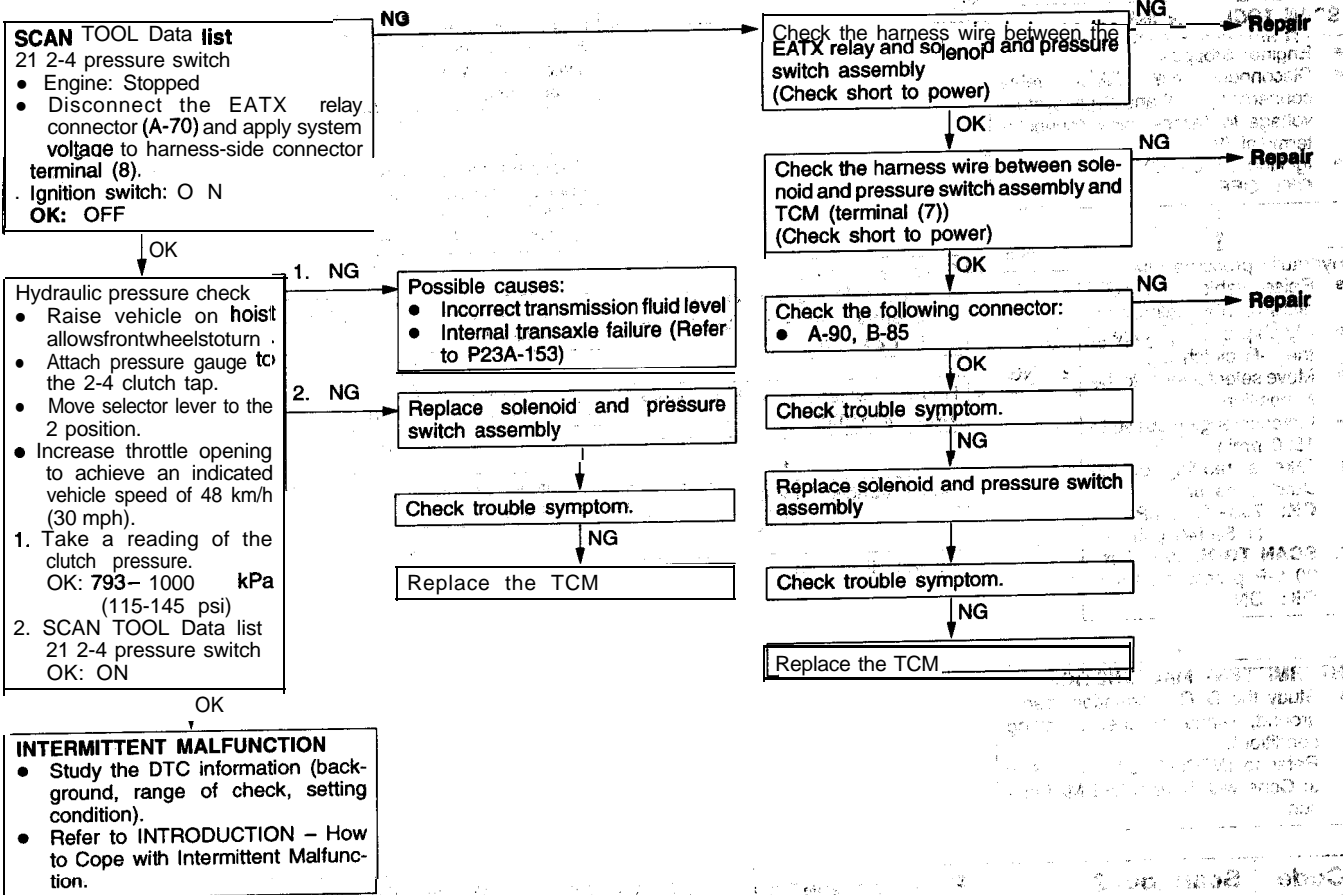 NG
SCAN TOOL Data list
21 2-4 pressure switch
● Engine: Stopped
● Disconnect the EATX relay
connector (A-70) and apply system
voltage to harness-side connector
terminal (8).
. Ignition switch: O N
OK: OFF
OK
Hydraulic pressure check
● Raise vehicle on hoist
allowsfrontwheelstoturn .
● Attach pressure gauge to
the 2-4 clutch tap.
● Move selector lever to the
2 position.
● Increase throttle opening
to achieve an indicated
vehicle speed of 48 km/h
(30 mph).
1. Take a reading of the
clutch pressure.
OK: 793– 1000 kPa
(115-145 psi)
2. SCAN TOOL Data list
21 2-4 pressure switch
OK: ON
OK
INTERMITTENT MALFUNCTION
● Study the DTC information (back-
ground, range of check, setting
condition).
● Refer to INTRODUCTION – How
to Cope with Intermittent Malfunc-
tion.
1. NG
Possible causes:
● Incorrect transmission fluid level
● Internal transaxle failure (Refer
to P23A-153)
2. NG
Replace solenoid and pressure
switch assembly
Check trouble symptom.
NG
Replace the TCM
Check the harness wire between the
EATX relay and solenoid and pressure
switch assembly
(Check short to power)
NG
Repair
OK
Check the harness wire between sole-
noid and pressure switch assembly and
TCM (terminal (7))
(Check short to power)
NG
Repair
OK
Check the following connector:
● A-90, B-85
NG
Repair
OK
Check trouble symptom.
NG
Replace solenoid and pressure switch
assembly
Check trouble symptom.
NG
Replace the TCM